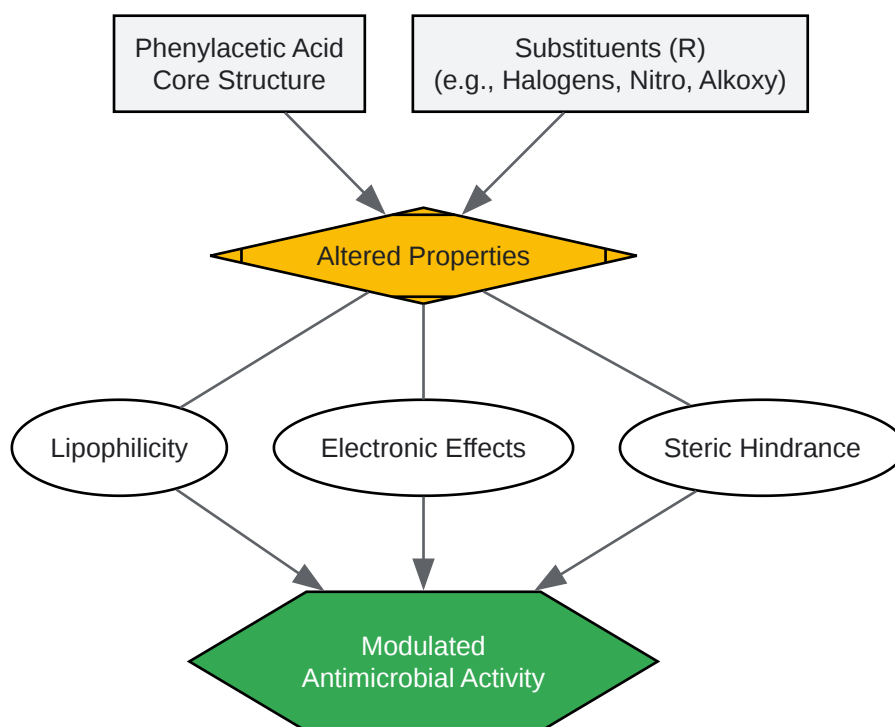 Phenylacetic Acid
Core Structure
Substituents (R)
(e.g., Halogens, Nitro, Alkoxy)
Altered Properties
Lipophilicity
Electronic Effects
Steric Hindrance
Modulated
Antimicrobial Activity